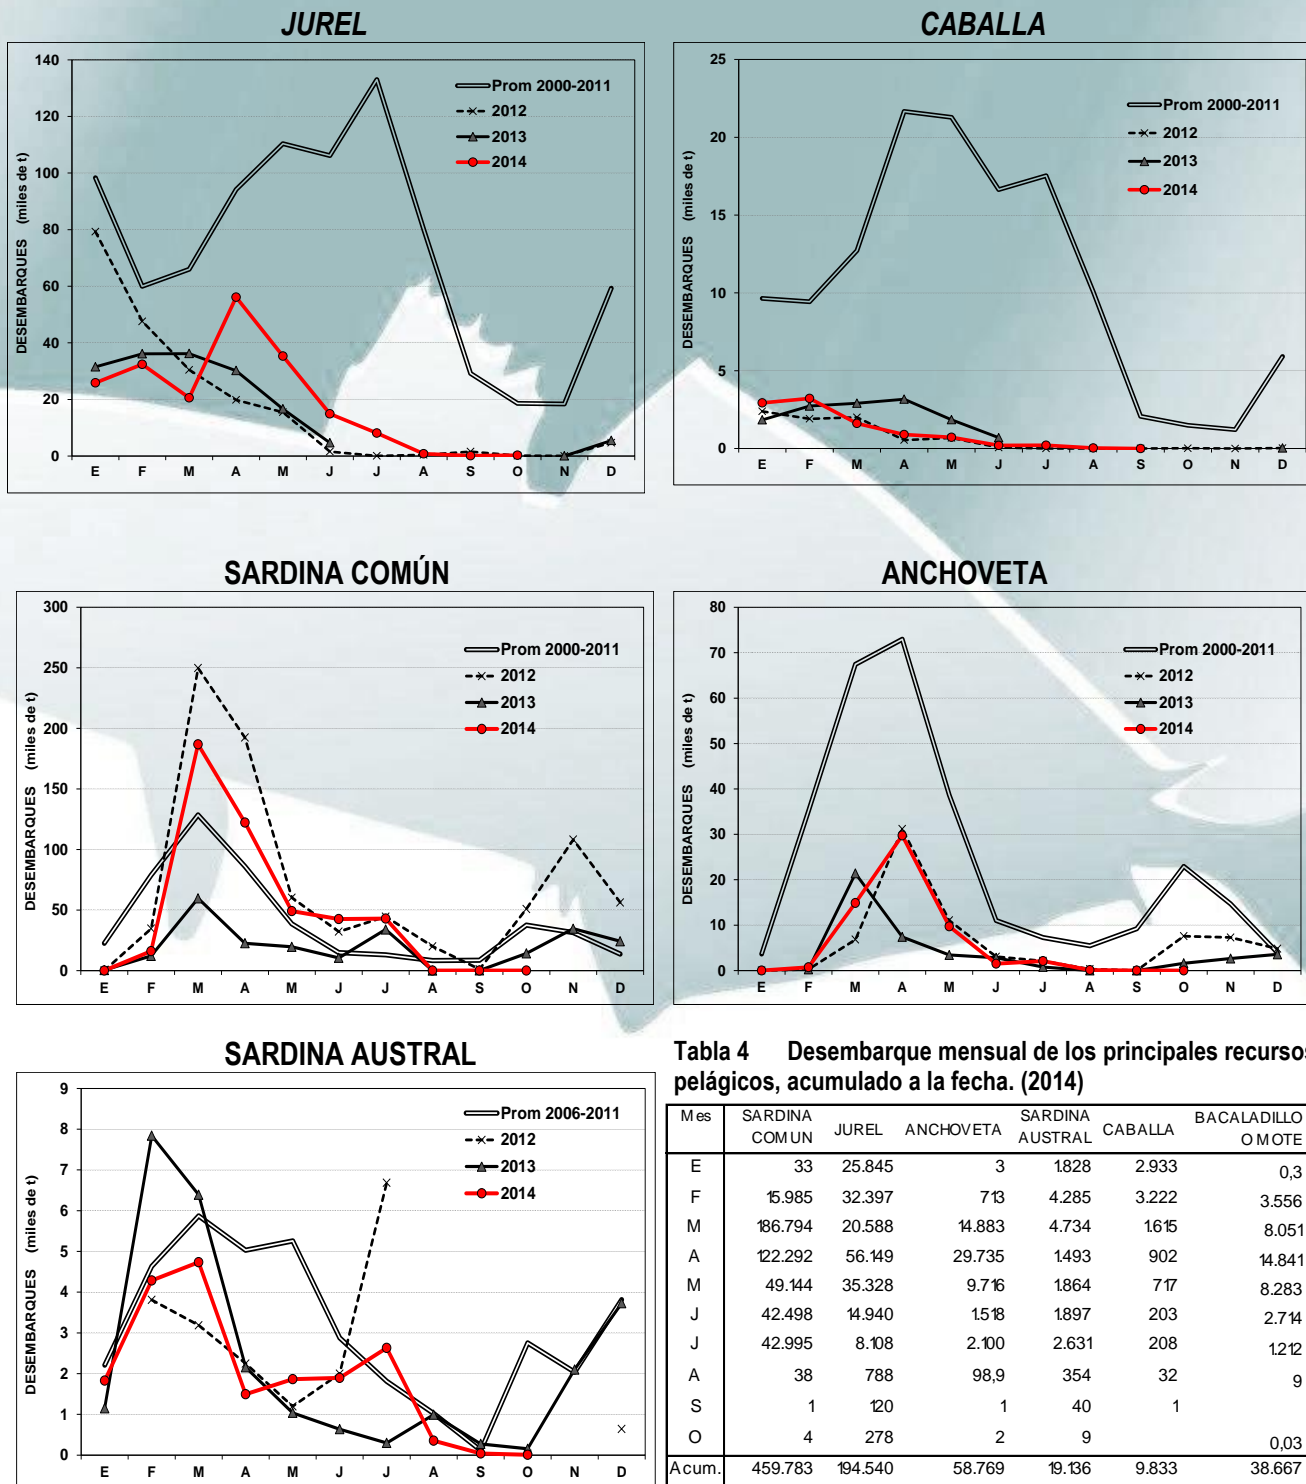 JUREL
140
120
100
80
60
40
20
0
DESEMBARQUES (miles de t)
Prom 2000-2011
2012
2013
2014
E F M A M J J A S O N D
CABALLA
25
20
15
10
5
0
DESEMBARQUES (miles de t)
Prom 2000-2011
2012
2013
2014
E F M A M J J A S O N D
SARDINA COMÚN
300
250
200
150
100
50
0
DESEMBARQUES (miles de t)
Prom 2000-2011
2012
2013
2014
E F M A M J J A S O N D
ANCHOVETA
80
70
60
50
40
30
20
10
0
DESEMBARQUES (miles de t)
Prom 2000-2011
2012
2013
2014
E F M A M J J A S O N D
SARDINA AUSTRAL
9
8
7
6
5
4
3
2
1
0
DESEMBARQUES (miles de t)
Prom 2006-2011
2012
2013
2014
E F M A M J J A S O N D
Tabla 4 Desembarque mensual de los principales recursos
pelágicos, acumulado a la fecha. (2014)
Mes SARDINA COMUN JUREL ANCHOVETA SARDINA AUSTRAL CABALLA BACALADILLO O MOTE
E 33 25.845 3 1.828 2.933 0,3
F 15.985 32.397 713 4.285 3.222 3.556
M 186.794 20.588 14.883 4.734 1.615 8.051
A 122.292 56.149 29.735 1.493 902 14.841
M 49.144 35.328 9.716 1.864 717 8.283
J 42.498 14.940 1.518 1.897 203 2.714
J 42.995 8.108 2.100 2.631 208 1.212
A 38 788 98,9 354 32 9
S 1 120 1 40 1
O 4 278 2 9 0,03
Acum. 459.783 194.540 58.769 19.136 9.833 38.667